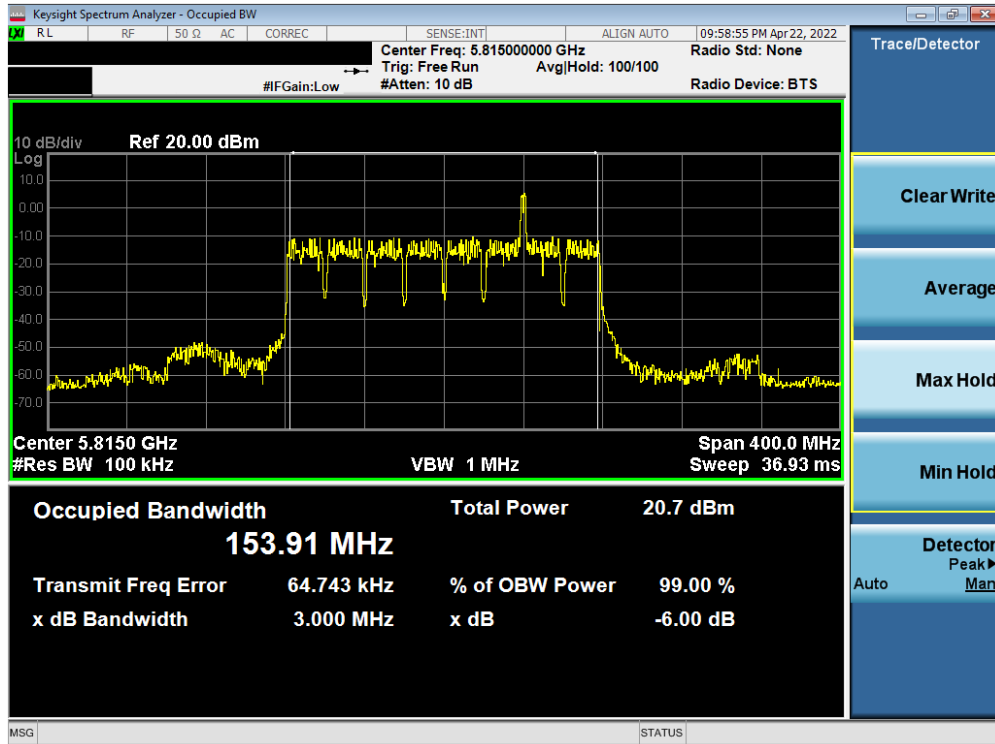 Keysight Spectrum Analyzer - Occupied BW
LXI RL RF 50 Ω AC CORREC SENSE:INT ALIGN AUTO 09:58:55 PM Apr 22, 2022
Center Freq: 5.815000000 GHz Radio Std: None
Trig: Free Run Avg|Hold: 100/100
#IFGain:Low #Atten: 10 dB Radio Device: BTS
10 dB/div Ref 20.00 dBm
Log
10.0
0.00
-10.0
-20.0
-30.0
-40.0
-50.0
-60.0
-70.0
Center 5.8150 GHz Span 400.0 MHz
#Res BW 100 kHz VBW 1 MHz Sweep 36.93 ms
Occupied Bandwidth Total Power 20.7 dBm
153.91 MHz
Transmit Freq Error 64.743 kHz % of OBW Power 99.00 %
x dB Bandwidth 3.000 MHz x dB -6.00 dB
MSG STATUS
Trace/Detector
Clear Write
Average
Max Hold
Min Hold
Detector
Peak▶
Auto Man